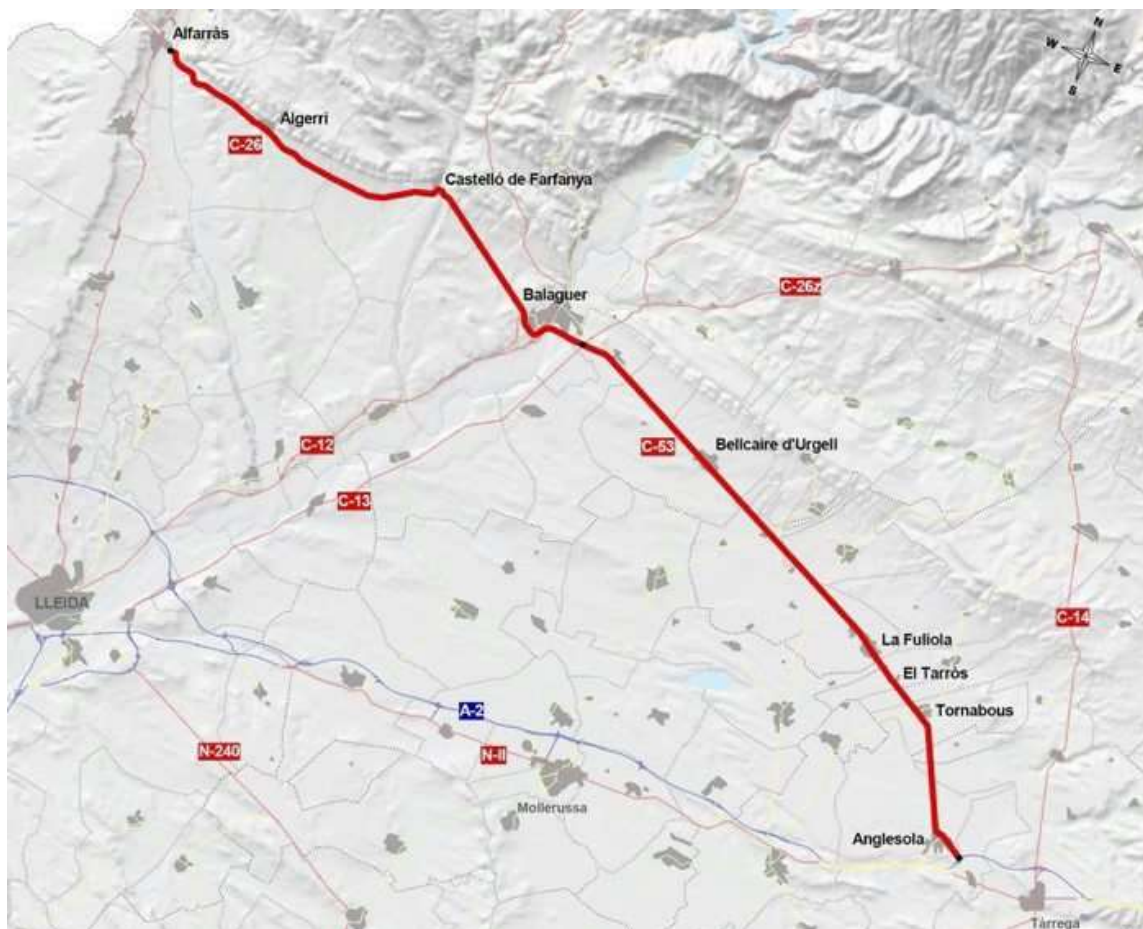 N
Alfarràs
W
E
S
Algerri
C-26
Castelló de Farfanya
C-26z
Balaguer
C-12
Bellcaire d'Urgell
C-53
C-13
LLEIDA
C-14
La Fuliola
El Tarròs
A-2
Tornabous
N-240
N-II
Mollerussa
Anglesola
Tàrrega